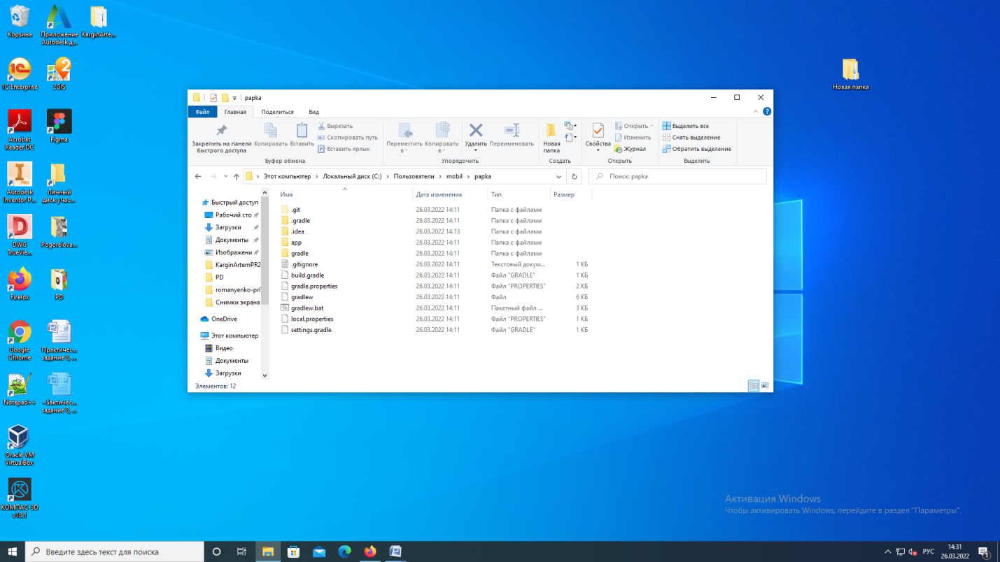 Корзина
Приложение
Autodesk д...
KarginArte...
1C Enterprise
2GIS
Acrobat
Reader DC
Figma
Autodesk
Inventor P...
Личный
диск учас...
DWG
TrueVie...
Pogorelova...
Firefox
PD
Google
Chrome
Практичес...
задание 8, ...
Notepad++
~$актичес...
задание 8, ...
Oracle VM
VirtualBox
КОМПАС-3D
v18.1
Новая папка
papka
Файл
Главная
Поделиться
Вид
Закрепить на панели
быстрого доступа
Копировать
Вставить
Вырезать
Скопировать путь
Вставить ярлык
Буфер обмена
Переместить
в
Копировать
в
Удалить
Переименовать
Упорядочить
Новая
папка
Создать
Свойства
Открыть
Изменить
Журнал
Открыть
Выделить все
Снять выделение
Обратить выделение
Выделить
Этот компьютер › Локальный диск (C:) › Пользователи › mobil › papka
Поиск: papka
Быстрый доступ
Рабочий сто.
Загрузки
Документы
Изображени
KarginArtemPR2
PD
romanyenko-pr8
Снимки экрана
OneDrive
Этот компьютер
Видео
Документы
Загрузки
Имя Дата изменения Тип Размер
.git 26.03.2022 14:11 Папка с файлами
.gradle 26.03.2022 14:11 Папка с файлами
.idea 26.03.2022 14:13 Папка с файлами
app 26.03.2022 14:11 Папка с файлами
gradle 26.03.2022 14:11 Папка с файлами
.gitignore 26.03.2022 14:11 Текстовый докум... 1 КБ
build.gradle 26.03.2022 14:11 Файл "GRADLE" 1 КБ
gradle.properties 26.03.2022 14:11 Файл "PROPERTIES" 2 КБ
gradlew 26.03.2022 14:11 Файл 6 КБ
gradlew.bat 26.03.2022 14:11 Пакетный файл ... 3 КБ
local.properties 26.03.2022 14:11 Файл "PROPERTIES" 1 КБ
settings.gradle 26.03.2022 14:11 Файл "GRADLE" 1 КБ
Элементов: 12
Активация Windows
Чтобы активировать Windows, перейдите в раздел "Параметры".
Введите здесь текст для поиска
РУС
14:31
26.03.2022
1